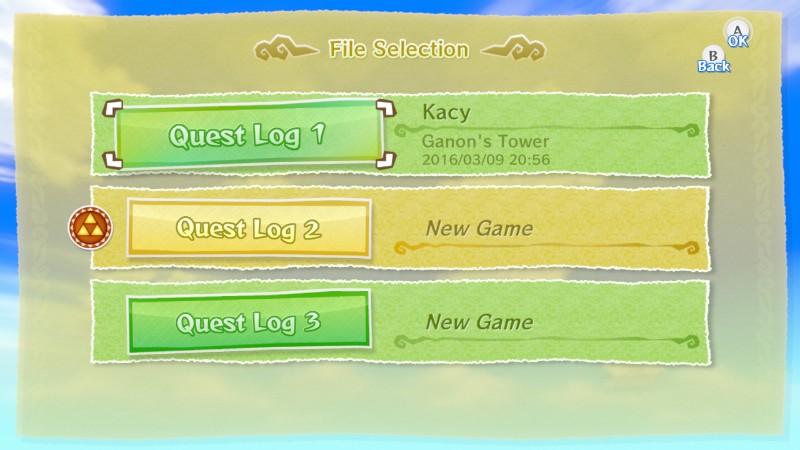 File Selection
A
OK
B
Back
Quest Log 1
Kacy
Ganon's Tower
2016/03/09 20:56
Quest Log 2
New Game
Quest Log 3
New Game